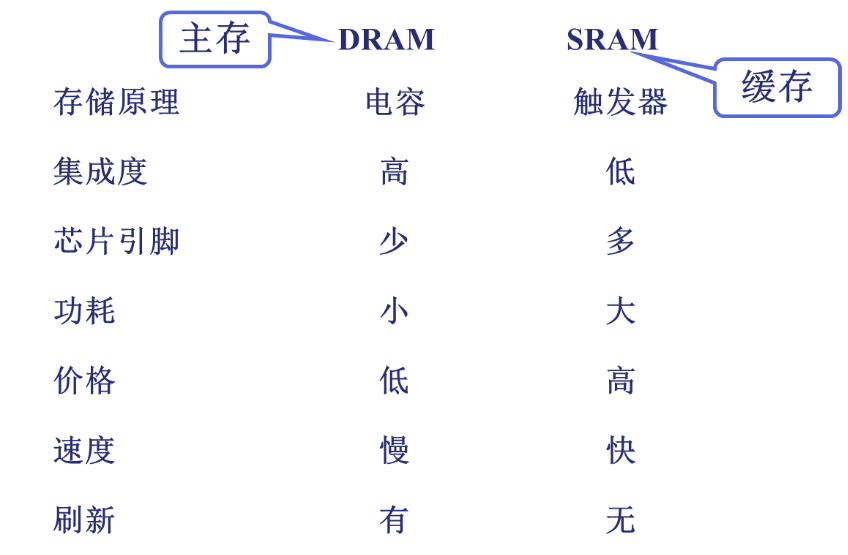 主存 DRAM SRAM
缓存
存储原理 电容 触发器
集成度 高 低
芯片引脚 少 多
功耗 小 大
价格 低 高
速度 慢 快
刷新 有 无